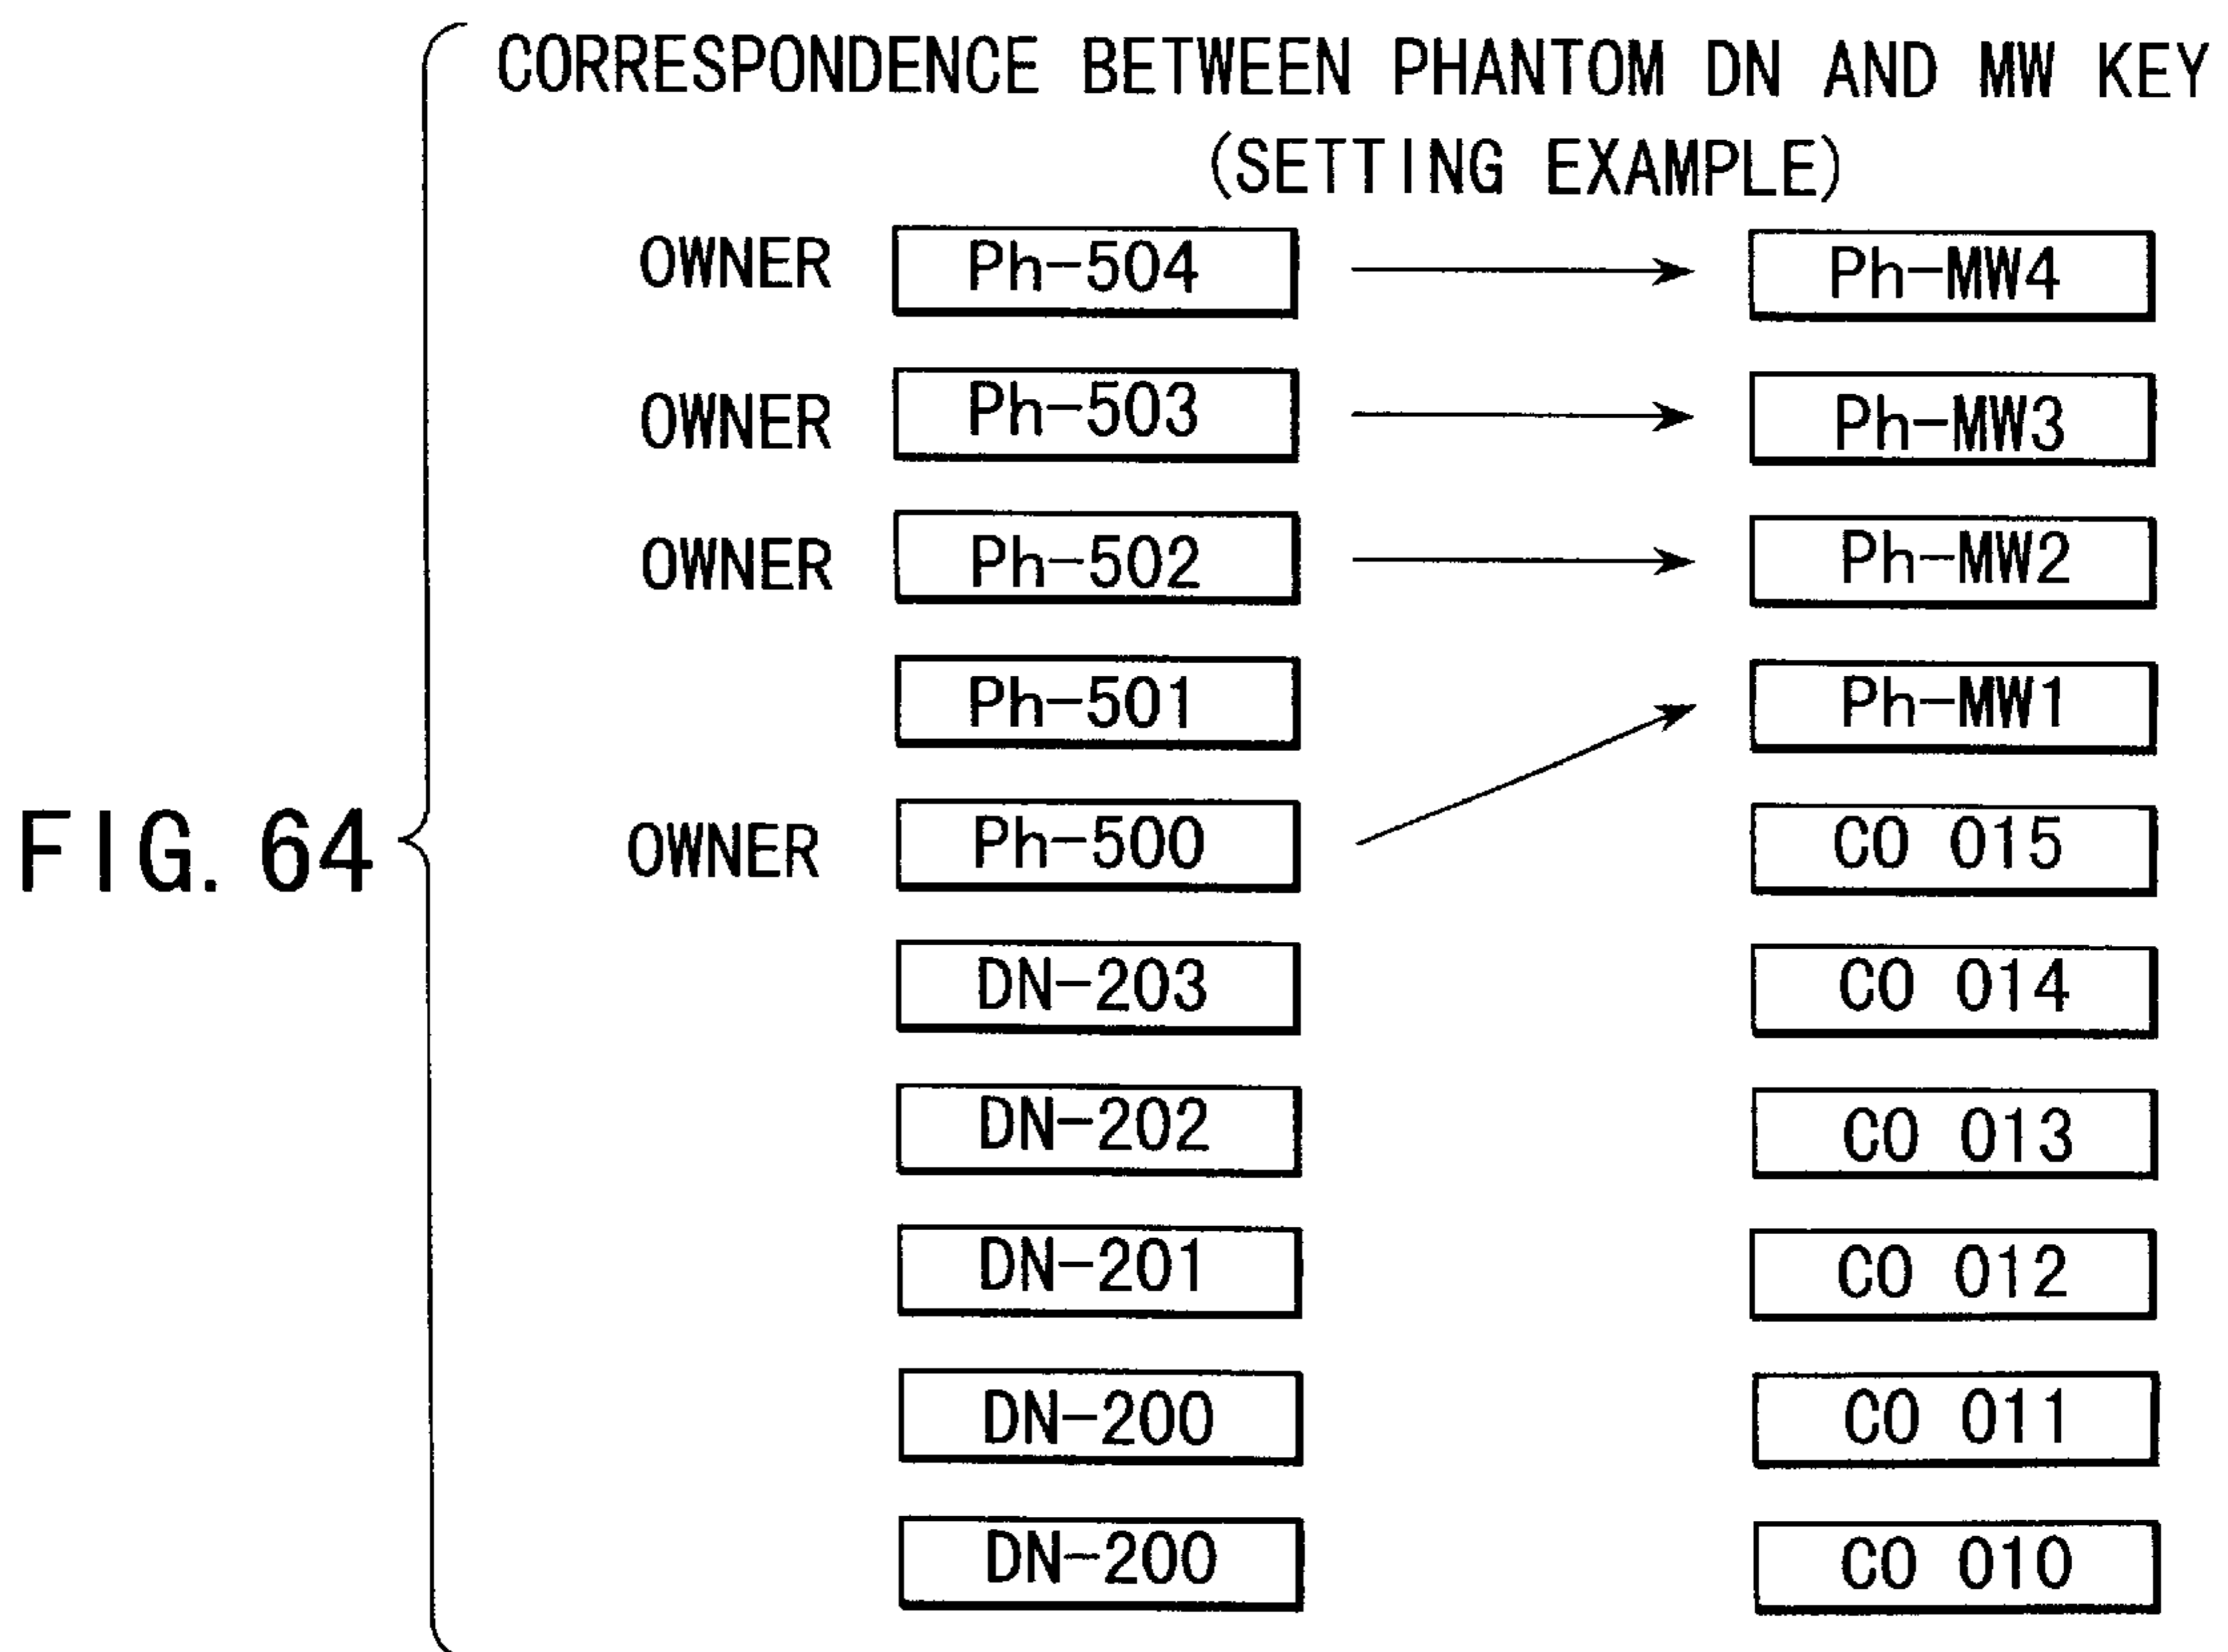 CORRESPONDENCE BETWEEN PHANTOM DN AND MW KEY
(SETTING EXAMPLE)
OWNER Ph-504 Ph-MW4
OWNER Ph-503 Ph-MW3
OWNER Ph-502 Ph-MW2
Ph-501 Ph-MW1
FIG. 64 OWNER Ph-500 CO 015
DN-203 CO 014
DN-202 CO 013
DN-201 CO 012
DN-200 CO 011
DN-200 CO 010